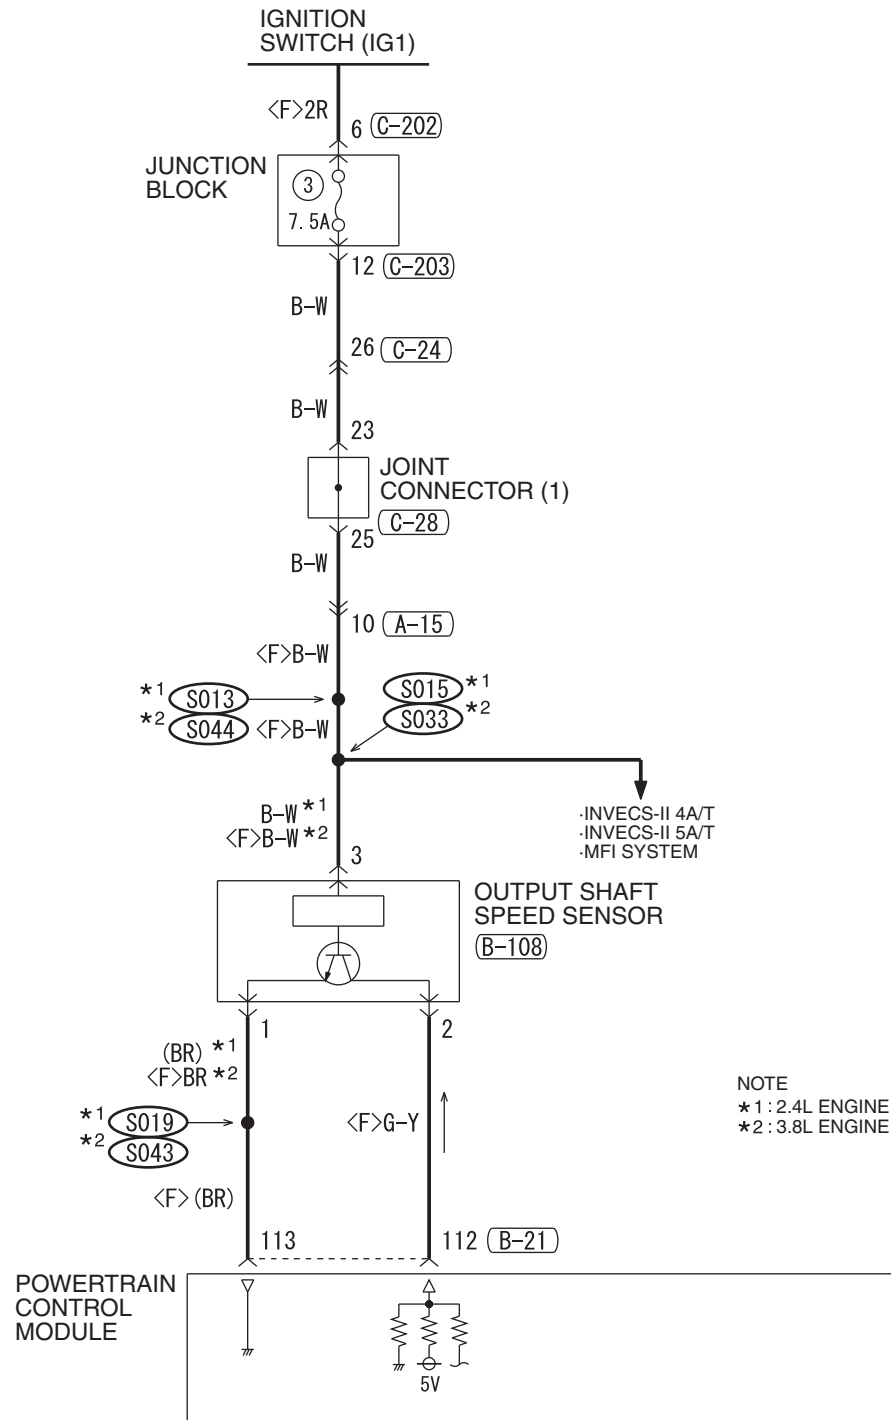 IGNITION
SWITCH (IG1)
<F>2R
6 C-202
JUNCTION
BLOCK
3
7.5A
12 C-203
B-W
26 C-24
B-W
23
JOINT
CONNECTOR (1)
C-28
25
B-W
10 A-15
<F>B-W
*1 S013
*2 S044
S015 *1
S033 *2
<F>B-W
B-W *1
<F>B-W *2
·INVECS-II 4A/T
·INVECS-II 5A/T
·MFI SYSTEM
3
OUTPUT SHAFT
SPEED SENSOR
B-108
1
2
(BR) *1
<F>BR *2
*1 S019
*2 S043
<F>G-Y
NOTE
*1 : 2.4L ENGINE
*2 : 3.8L ENGINE
<F>(BR)
113
112 B-21
POWERTRAIN
CONTROL
MODULE
5V